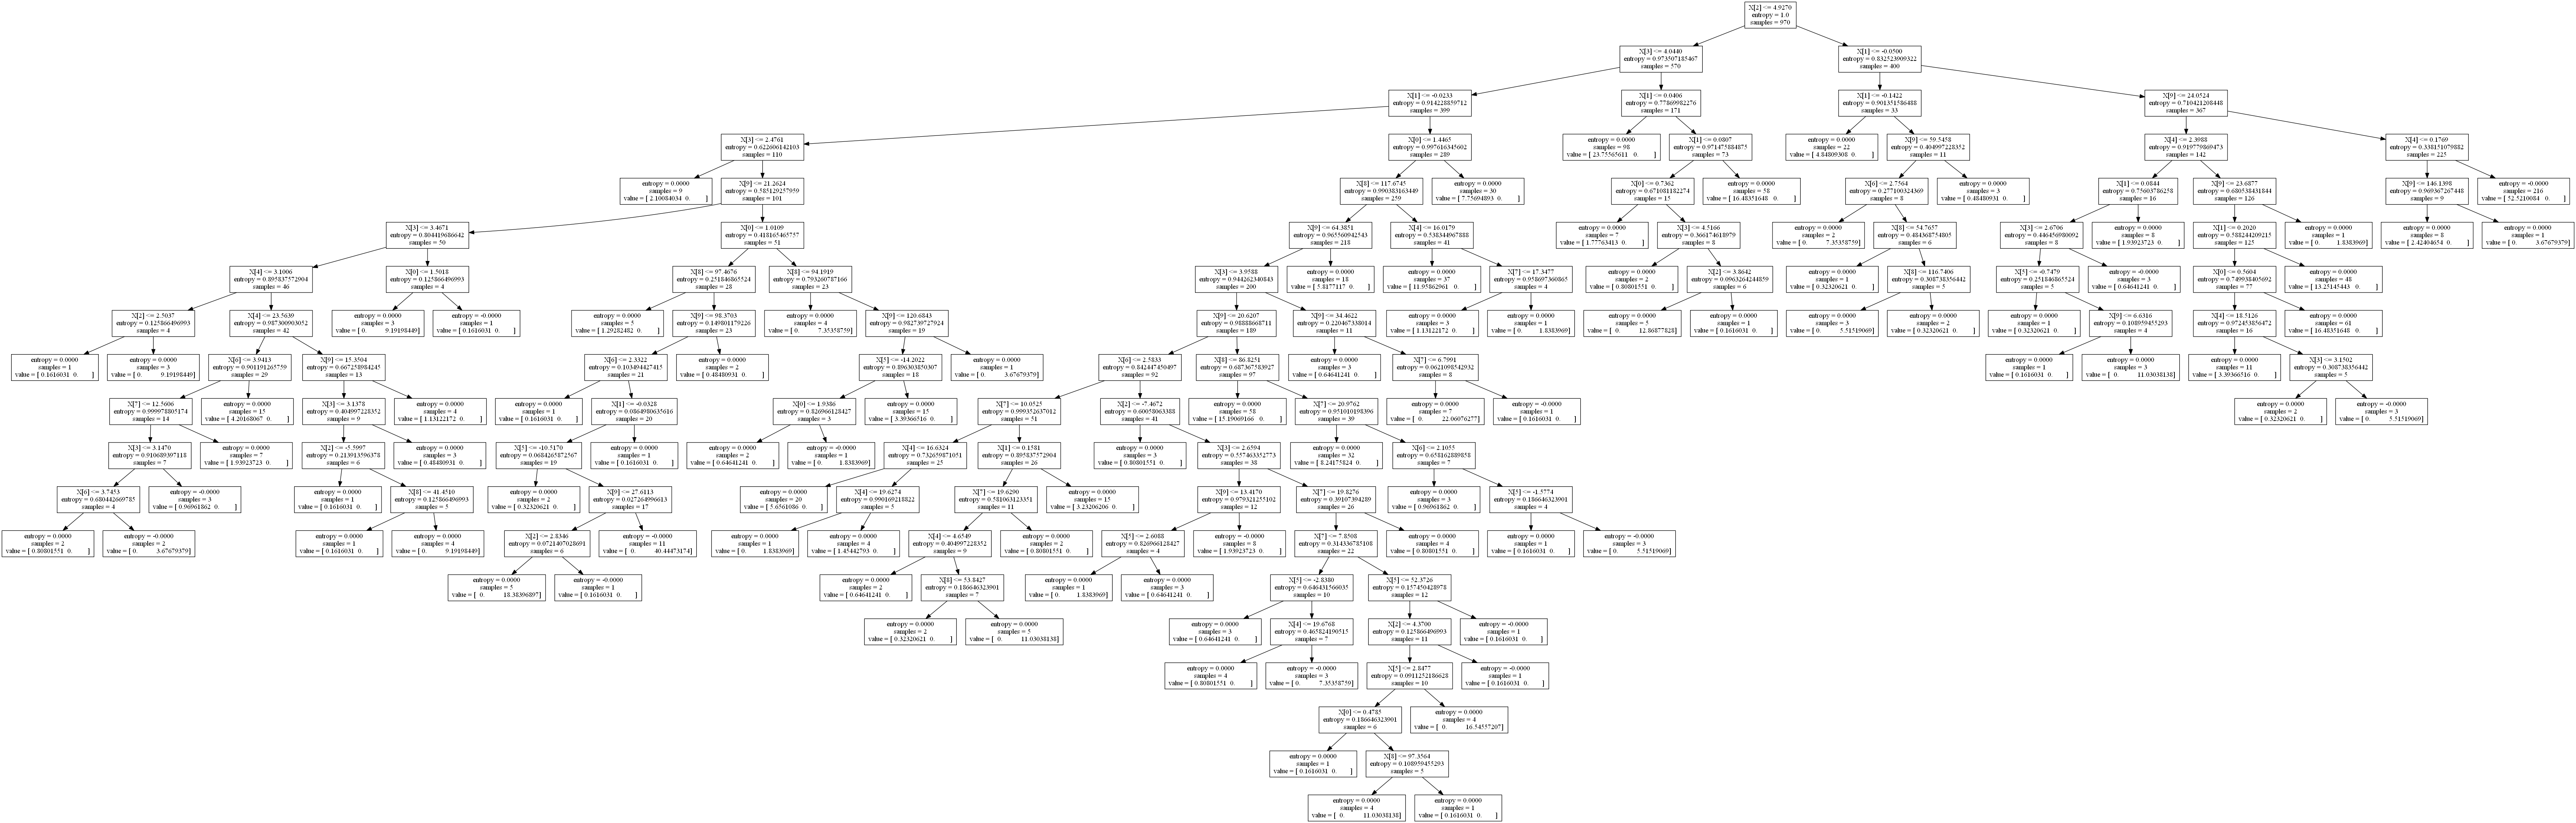 X[2] <= 4.9270
entropy = 1.0
samples = 970
X[3] <= 4.0440
entropy = 0.973507185467
samples = 570
X[1] <= -0.0500
entropy = 0.832523909322
samples = 400
X[1] <= -0.0233
entropy = 0.914228859712
samples = 399
X[1] <= 0.0406
entropy = 0.77869982276
samples = 171
X[1] <= -0.1422
entropy = 0.901351586488
samples = 33
X[9] <= 24.0524
entropy = 0.710421208448
samples = 367
X[3] <= 2.4761
entropy = 0.622606142103
samples = 110
X[0] <= 1.4465
entropy = 0.997616345602
samples = 289
entropy = 0.0000
samples = 98
value = [ 23.75565611 0. ]
X[1] <= 0.0807
entropy = 0.971475884875
samples = 73
entropy = 0.0000
samples = 22
value = [ 4.84809308 0. ]
X[9] <= 59.5458
entropy = 0.404997228352
samples = 11
X[4] <= 2.3988
entropy = 0.919779869473
samples = 142
X[4] <= 0.1769
entropy = 0.338151079882
samples = 225
entropy = 0.0000
samples = 9
value = [ 2.10084034 0. ]
X[9] <= 21.2624
entropy = 0.585129257959
samples = 101
X[8] <= 117.6745
entropy = 0.990383163449
samples = 259
entropy = 0.0000
samples = 30
value = [ 7.75694893 0. ]
X[0] <= 0.7362
entropy = 0.671081182274
samples = 15
entropy = 0.0000
samples = 58
value = [ 16.48351648 0. ]
X[6] <= 2.7564
entropy = 0.277100324369
samples = 8
entropy = 0.0000
samples = 3
value = [ 0.48480931 0. ]
X[1] <= 0.0844
entropy = 0.75603786258
samples = 16
X[9] <= 23.6877
entropy = 0.680538431844
samples = 126
X[9] <= 146.1398
entropy = 0.969367267448
samples = 9
entropy = -0.0000
samples = 216
value = [ 52.5210084 0. ]
X[3] <= 3.4671
entropy = 0.804419686642
samples = 50
X[0] <= 1.0109
entropy = 0.418165465757
samples = 51
X[9] <= 64.3851
entropy = 0.965560942543
samples = 218
X[4] <= 16.0179
entropy = 0.538344967888
samples = 41
entropy = 0.0000
samples = 7
value = [ 1.77763413 0. ]
X[3] <= 4.5166
entropy = 0.366174618979
samples = 8
entropy = 0.0000
samples = 2
value = [ 0. 7.35358759]
X[8] <= 54.7657
entropy = 0.484368754805
samples = 6
X[3] <= 2.6706
entropy = 0.446456980092
samples = 8
entropy = 0.0000
samples = 8
value = [ 1.93923723 0. ]
X[1] <= 0.2020
entropy = 0.588244209215
samples = 125
entropy = 0.0000
samples = 1
value = [ 0. 1.8383969]
entropy = 0.0000
samples = 8
value = [ 2.42404654 0. ]
entropy = 0.0000
samples = 1
value = [ 0. 3.67679379]
X[4] <= 3.1006
entropy = 0.895837572904
samples = 46
X[0] <= 1.5018
entropy = 0.125866496993
samples = 4
X[8] <= 97.4676
entropy = 0.251846865524
samples = 28
X[8] <= 94.1919
entropy = 0.793260787166
samples = 23
X[3] <= 3.9588
entropy = 0.944262340843
samples = 200
entropy = 0.0000
samples = 18
value = [ 5.8177117 0. ]
entropy = 0.0000
samples = 37
value = [ 11.95862961 0. ]
X[7] <= 17.3477
entropy = 0.958697360865
samples = 4
entropy = 0.0000
samples = 2
value = [ 0.80801551 0. ]
X[2] <= 3.8642
entropy = 0.0963264244859
samples = 6
entropy = 0.0000
samples = 1
value = [ 0.32320621 0. ]
X[8] <= 116.7406
entropy = 0.308738356442
samples = 5
X[5] <= -0.7479
entropy = 0.251846865524
samples = 5
entropy = -0.0000
samples = 3
value = [ 0.64641241 0. ]
X[0] <= 0.5604
entropy = 0.749938405692
samples = 77
entropy = 0.0000
samples = 48
value = [ 13.25145443 0. ]
X[2] <= 2.5037
entropy = 0.125866496993
samples = 4
X[4] <= 23.5639
entropy = 0.987300903052
samples = 42
entropy = 0.0000
samples = 3
value = [ 0. 9.19198449]
entropy = -0.0000
samples = 1
value = [ 0.1616031 0. ]
entropy = 0.0000
samples = 5
value = [ 1.29282482 0. ]
X[9] <= 98.3703
entropy = 0.149801179226
samples = 23
entropy = 0.0000
samples = 4
value = [ 0. 7.35358759]
X[9] <= 120.6843
entropy = 0.982739727924
samples = 19
X[9] <= 20.6207
entropy = 0.98888668711
samples = 189
X[9] <= 34.4622
entropy = 0.220467338014
samples = 11
entropy = 0.0000
samples = 3
value = [ 1.13122172 0. ]
entropy = 0.0000
samples = 1
value = [ 0. 1.8383969]
entropy = 0.0000
samples = 5
value = [ 0. 12.86877828]
entropy = 0.0000
samples = 1
value = [ 0.1616031 0. ]
entropy = 0.0000
samples = 3
value = [ 0. 5.51519069]
entropy = 0.0000
samples = 2
value = [ 0.32320621 0. ]
entropy = 0.0000
samples = 1
value = [ 0.32320621 0. ]
X[9] <= 6.6316
entropy = 0.108959455293
samples = 4
X[4] <= 18.5126
entropy = 0.972453856472
samples = 16
entropy = 0.0000
samples = 61
value = [ 16.48351648 0. ]
entropy = 0.0000
samples = 1
value = [ 0.1616031 0. ]
entropy = 0.0000
samples = 3
value = [ 0. 9.19198449]
X[6] <= 3.9413
entropy = 0.901191265759
samples = 29
X[9] <= 15.3504
entropy = 0.667258984245
samples = 13
X[6] <= 2.3322
entropy = 0.103494427415
samples = 21
entropy = 0.0000
samples = 2
value = [ 0.48480931 0. ]
X[5] <= -14.2022
entropy = 0.896303850307
samples = 18
entropy = 0.0000
samples = 1
value = [ 0. 3.67679379]
X[6] <= 2.5833
entropy = 0.842447459497
samples = 92
X[8] <= 86.8251
entropy = 0.687367583927
samples = 97
entropy = 0.0000
samples = 3
value = [ 0.64641241 0. ]
X[7] <= 6.7991
entropy = 0.0621098542932
samples = 8
entropy = 0.0000
samples = 1
value = [ 0.1616031 0. ]
entropy = 0.0000
samples = 3
value = [ 0. 11.03038138]
entropy = 0.0000
samples = 11
value = [ 3.39366516 0. ]
X[3] <= 3.1502
entropy = 0.308738356442
samples = 5
X[7] <= 12.5606
entropy = 0.999978805174
samples = 14
entropy = 0.0000
samples = 15
value = [ 4.20168067 0. ]
X[3] <= 3.1378
entropy = 0.404997228352
samples = 9
entropy = 0.0000
samples = 4
value = [ 1.13122172 0. ]
entropy = 0.0000
samples = 1
value = [ 0.1616031 0. ]
X[1] <= -0.0328
entropy = 0.0864980635616
samples = 20
X[0] <= 1.9386
entropy = 0.826966128427
samples = 3
entropy = 0.0000
samples = 15
value = [ 3.39366516 0. ]
X[7] <= 10.0525
entropy = 0.999352637012
samples = 51
X[2] <= -7.4672
entropy = 0.60058063388
samples = 41
entropy = 0.0000
samples = 58
value = [ 15.19069166 0. ]
X[7] <= 20.9762
entropy = 0.951010198396
samples = 39
entropy = 0.0000
samples = 7
value = [ 0. 22.06076277]
entropy = -0.0000
samples = 1
value = [ 0.1616031 0. ]
entropy = 0.0000
samples = 2
value = [ 0.32320621 0. ]
entropy = -0.0000
samples = 3
value = [ 0. 5.51519069]
X[3] <= 3.1470
entropy = 0.910689397118
samples = 7
entropy = 0.0000
samples = 7
value = [ 1.93923723 0. ]
X[2] <= -5.5997
entropy = 0.213913596378
samples = 6
entropy = 0.0000
samples = 3
value = [ 0.48480931 0. ]
X[5] <= -10.5170
entropy = 0.0684265872567
samples = 19
entropy = 0.0000
samples = 1
value = [ 0.1616031 0. ]
entropy = 0.0000
samples = 2
value = [ 0.64641241 0. ]
entropy = -0.0000
samples = 1
value = [ 0. 1.8383969]
X[4] <= 16.6324
entropy = 0.732659871051
samples = 25
X[1] <= 0.1581
entropy = 0.895837572904
samples = 26
entropy = 0.0000
samples = 3
value = [ 0.80801551 0. ]
X[3] <= 2.6594
entropy = 0.557463352773
samples = 38
entropy = 0.0000
samples = 32
value = [ 8.24175824 0. ]
X[6] <= 2.1055
entropy = 0.658162889858
samples = 7
X[6] <= 3.7453
entropy = 0.680442669785
samples = 4
entropy = -0.0000
samples = 3
value = [ 0.96961862 0. ]
entropy = 0.0000
samples = 1
value = [ 0.1616031 0. ]
X[8] <= 41.4510
entropy = 0.125866496993
samples = 5
entropy = 0.0000
samples = 2
value = [ 0.32320621 0. ]
X[9] <= 27.6113
entropy = 0.027264996613
samples = 17
entropy = 0.0000
samples = 20
value = [ 5.6561086 0. ]
X[4] <= 19.6274
entropy = 0.990169218822
samples = 5
X[7] <= 19.6290
entropy = 0.581063123351
samples = 11
entropy = 0.0000
samples = 15
value = [ 3.23206206 0. ]
X[9] <= 13.4170
entropy = 0.979321255102
samples = 12
X[7] <= 19.8276
entropy = 0.39107394289
samples = 26
entropy = 0.0000
samples = 3
value = [ 0.96961862 0. ]
X[5] <= -1.5774
entropy = 0.186646323901
samples = 4
entropy = 0.0000
samples = 2
value = [ 0.80801551 0. ]
entropy = -0.0000
samples = 2
value = [ 0. 3.67679379]
entropy = 0.0000
samples = 1
value = [ 0.1616031 0. ]
entropy = 0.0000
samples = 4
value = [ 0. 9.19198449]
X[2] <= 2.8346
entropy = 0.0721407028691
samples = 6
entropy = -0.0000
samples = 11
value = [ 0. 40.44473174]
entropy = 0.0000
samples = 1
value = [ 0. 1.8383969]
entropy = 0.0000
samples = 4
value = [ 1.45442793 0. ]
X[4] <= 4.6549
entropy = 0.404997228352
samples = 9
entropy = 0.0000
samples = 2
value = [ 0.80801551 0. ]
X[5] <= 2.6088
entropy = 0.826966128427
samples = 4
entropy = -0.0000
samples = 8
value = [ 1.93923723 0. ]
X[7] <= 7.8508
entropy = 0.314336785108
samples = 22
entropy = 0.0000
samples = 4
value = [ 0.80801551 0. ]
entropy = 0.0000
samples = 1
value = [ 0.1616031 0. ]
entropy = -0.0000
samples = 3
value = [ 0. 5.51519069]
entropy = 0.0000
samples = 5
value = [ 0. 18.38396897]
entropy = -0.0000
samples = 1
value = [ 0.1616031 0. ]
entropy = 0.0000
samples = 2
value = [ 0.64641241 0. ]
X[8] <= 53.8427
entropy = 0.186646323901
samples = 7
entropy = 0.0000
samples = 1
value = [ 0. 1.8383969]
entropy = 0.0000
samples = 3
value = [ 0.64641241 0. ]
X[5] <= -2.8380
entropy = 0.646431566035
samples = 10
X[5] <= 52.3726
entropy = 0.157450428978
samples = 12
entropy = 0.0000
samples = 2
value = [ 0.32320621 0. ]
entropy = 0.0000
samples = 5
value = [ 0. 11.03038138]
entropy = 0.0000
samples = 3
value = [ 0.64641241 0. ]
X[4] <= 19.6768
entropy = 0.465824190515
samples = 7
X[2] <= 4.3700
entropy = 0.125866496993
samples = 11
entropy = -0.0000
samples = 1
value = [ 0.1616031 0. ]
entropy = 0.0000
samples = 4
value = [ 0.80801551 0. ]
entropy = -0.0000
samples = 3
value = [ 0. 7.35358759]
X[5] <= 2.8477
entropy = 0.0911252186628
samples = 10
entropy = -0.0000
samples = 1
value = [ 0.1616031 0. ]
X[0] <= 0.4785
entropy = 0.186646323901
samples = 6
entropy = 0.0000
samples = 4
value = [ 0. 16.54557207]
entropy = 0.0000
samples = 1
value = [ 0.1616031 0. ]
X[8] <= 97.3564
entropy = 0.108959455293
samples = 5
entropy = 0.0000
samples = 4
value = [ 0. 11.03038138]
entropy = 0.0000
samples = 1
value = [ 0.1616031 0. ]